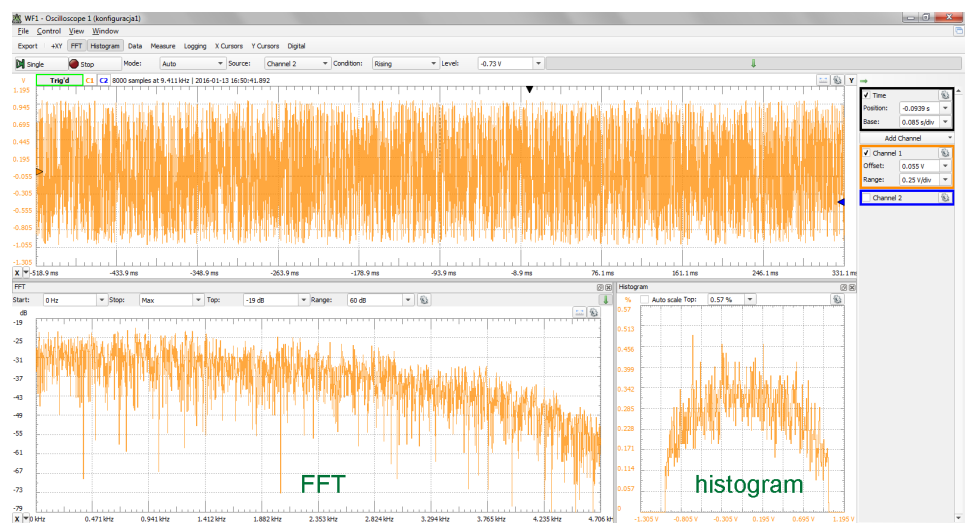 WF1 - Oscilloscope 1 (konfiguracja1)
File Control View Window
Export +XY FFT Histogram Data Measure Logging X Cursors Y Cursors Digital
Single Stop Mode: Auto Source: Channel 2 Condition: Rising Level: -0.73 V
V Trig'd C1 C2 8000 samples at 9.411 kHz | 2016-01-13 16:50:41.892 Y
1.195
0.945
0.695
0.445
0.195
-0.055
-0.305
-0.555
-0.805
-1.055
-1.305
X -518.9 ms -433.9 ms -348.9 ms -263.9 ms -178.9 ms -93.9 ms -8.9 ms 76.1 ms 161.1 ms 246.1 ms 331.1 ms
Time
Position: -0.0939 s
Base: 0.085 s/div
Add Channel
Channel 1
Offset: 0.055 V
Range: 0.25 V/div
Channel 2
FFT
Start: 0 Hz Stop: Max Top: -19 dB Range: 60 dB
dB
-19
-25
-31
-37
-43
-49
-55
-61
-67
-73
-79
FFT
X 0 kHz 0.471 kHz 0.941 kHz 1.412 kHz 1.882 kHz 2.353 kHz 2.824 kHz 3.294 kHz 3.765 kHz 4.235 kHz 4.706 kH
Histogram
% Auto scale Top: 0.57 %
0.57
0.513
0.456
0.399
0.342
0.285
0.228
0.171
0.114
0.057
0
histogram
-1.305 V -0.805 V -0.305 V 0.195 V 0.695 V 1.195 V